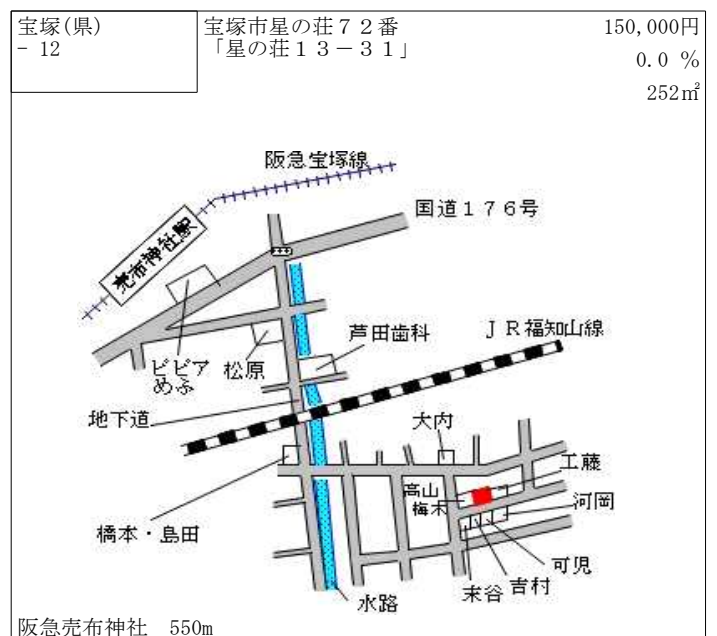 宝塚(県)
- 12
宝塚市星の荘７２番
「星の荘１３－３１」
150,000円
0.0 %
252㎡
阪急宝塚線
国道１７６号
売布神社駅
ＪＲ福知山線
芦田歯科
ビビア
めふ
松原
地下道
大内
工藤
高山
梅木
河岡
橋本・島田
可児
吉村
末谷
水路
阪急売布神社　550m